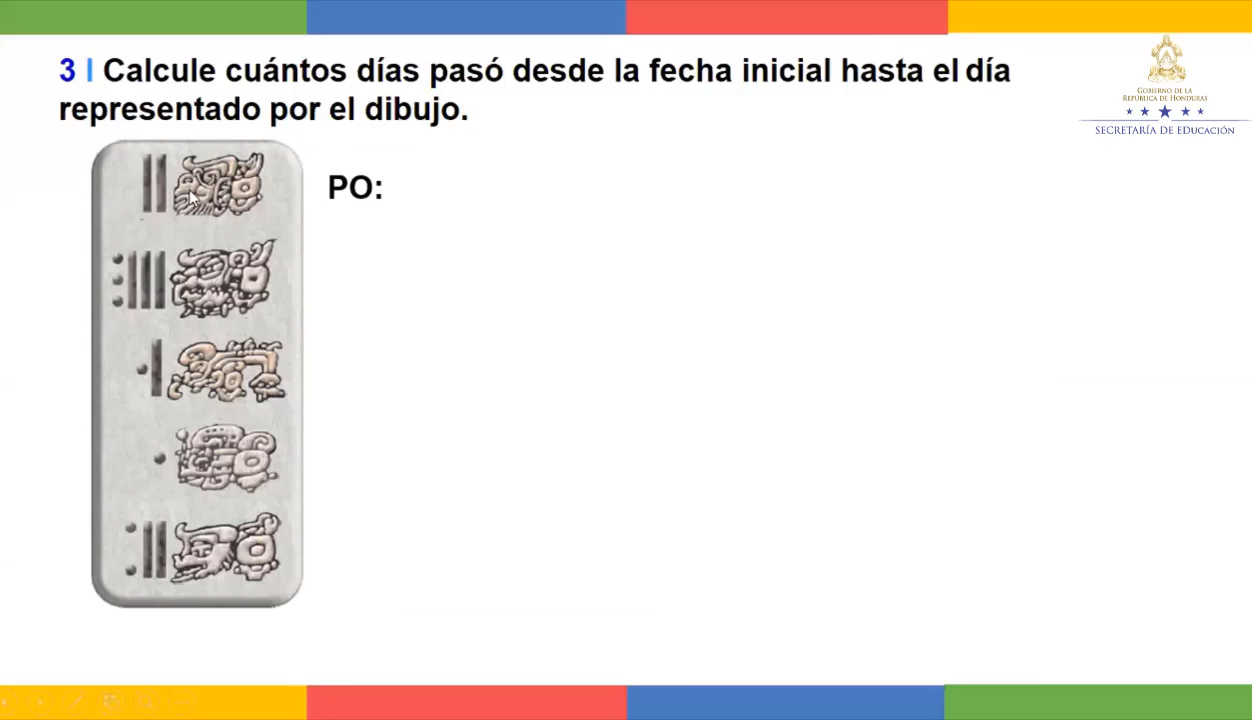 3 | Calcule cuántos días pasó desde la fecha inicial hasta el día
representado por el dibujo.
GOBIERNO DE LA
REPÚBLICA DE HONDURAS
SECRETARÍA DE EDUCACIÓN
PO: